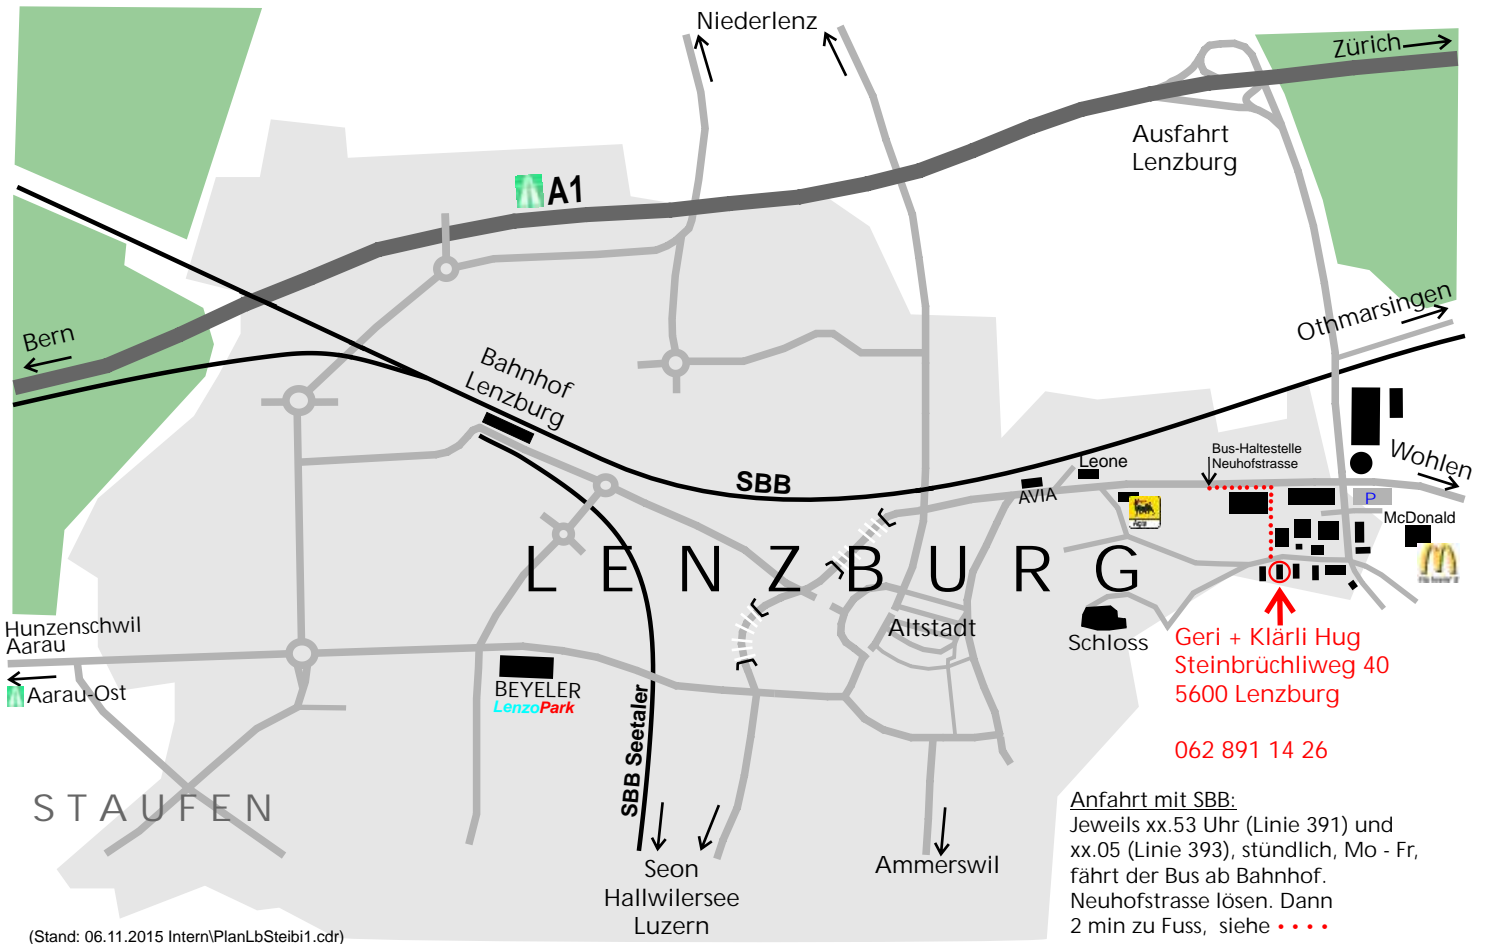 Niederlenz
Zürich
Ausfahrt
Lenzburg
A1
Othmarsingen
Bern
Bahnhof
Lenzburg
SBB
Bus-Haltestelle
Neuhofstrasse
Leone
AVIA
Agip
Wohlen
P
McDonald
LENZBURG
Altstadt
Schloss
Hunzenschwil
Aarau
Aarau-Ost
BEYELER
LenzoPark
SBB Seetaler
STAUFEN
Geri + Klärli Hug
Steinbrüchliweg 40
5600 Lenzburg
062 891 14 26
Seon
Hallwilersee
Luzern
Ammerswil
Anfahrt mit SBB:
Jeweils xx.53 Uhr (Linie 391) und
xx.05 (Linie 393), stündlich, Mo - Fr,
fährt der Bus ab Bahnhof.
Neuhofstrasse lösen. Dann
2 min zu Fuss, siehe • • • •
(Stand: 06.11.2015 Intern\PlanLbSteibi1.cdr)